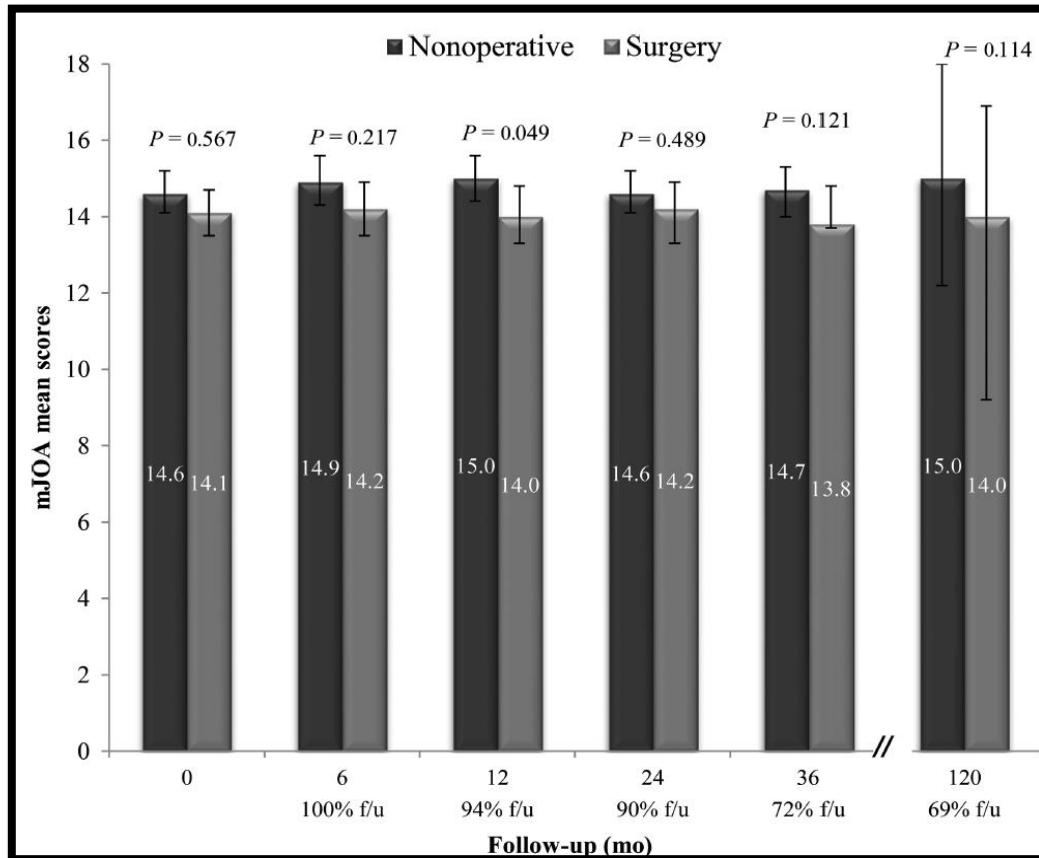 Nonoperative Surgery
P = 0.114
18
P = 0.567 P = 0.217 P = 0.049 P = 0.489 P = 0.121
16
14
12
10
8
14.6 14.1 14.9 14.2 15.0 14.0 14.6 14.2 14.7 13.8 15.0 14.0
6
4
2
0
mJOA mean scores
0 6 12 24 36 // 120
100% f/u 94% f/u 90% f/u 72% f/u 69% f/u
Follow-up (mo)